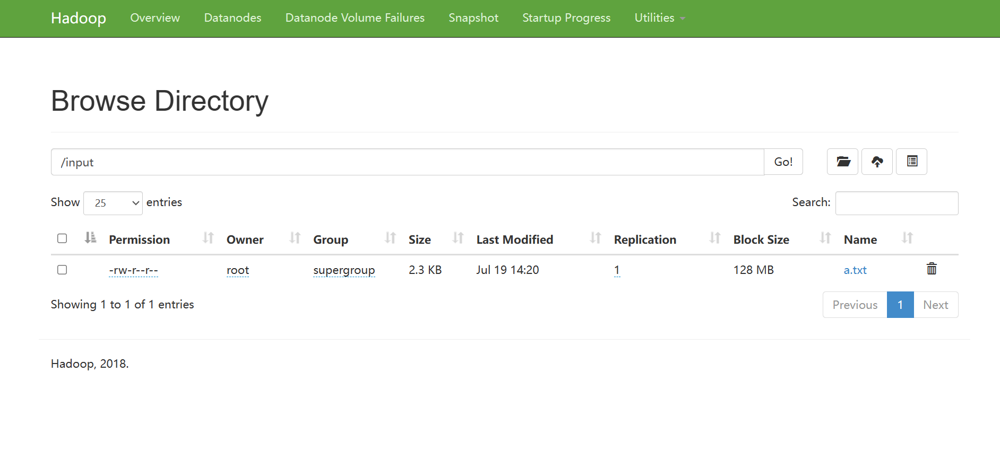 Hadoop Overview Datanodes Datanode Volume Failures Snapshot Startup Progress Utilities
Browse Directory
/input Go!
Show 25 entries Search:
Permission Owner Group Size Last Modified Replication Block Size Name
-rw-r--r-- root supergroup 2.3 KB Jul 19 14:20 1 128 MB a.txt
Showing 1 to 1 of 1 entries Previous 1 Next
Hadoop, 2018.